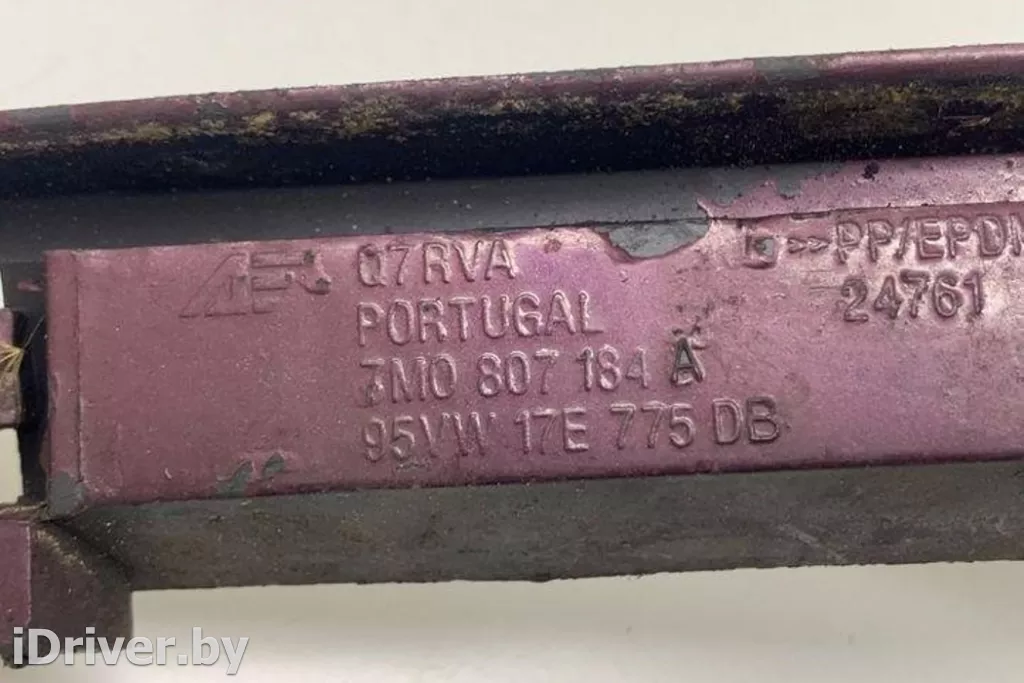 Q7RVA
PORTUGAL
7M0 807 184 A
95VW 17E 775 DB
>>PP/EPDM
24761
iDriver.by